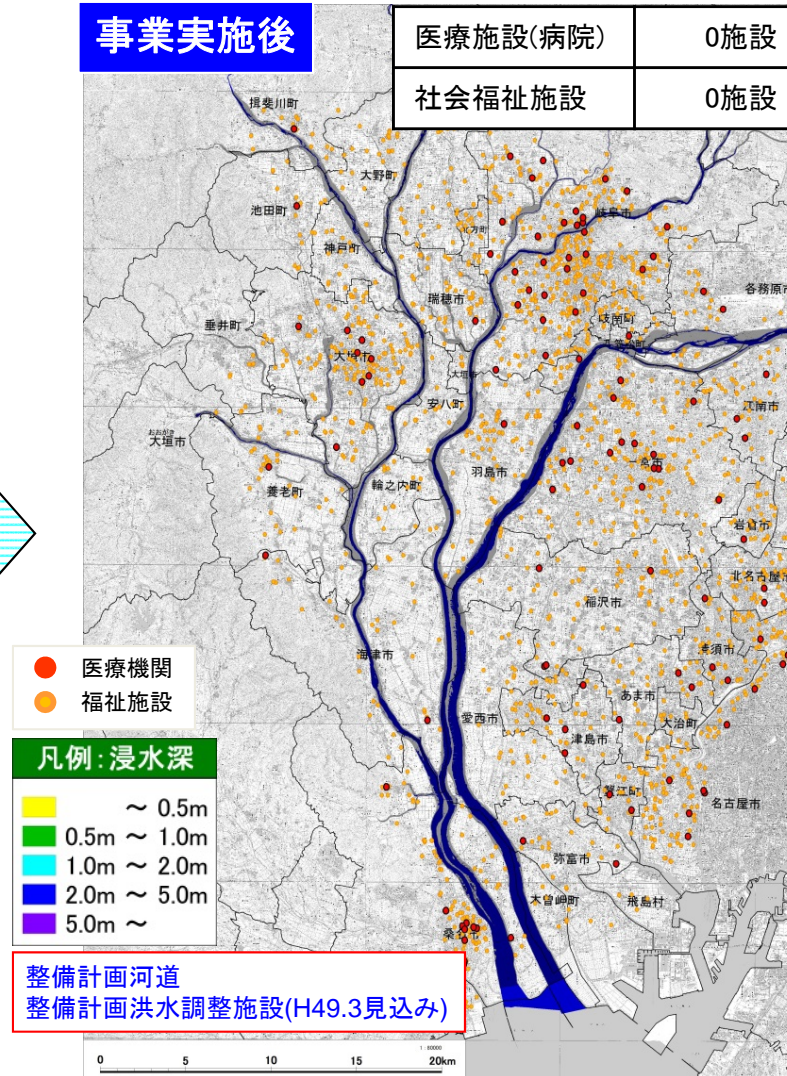 事業実施後
医療施設(病院) 0施設
社会福祉施設 0施設
揖斐川町
大野町
池田町
岐阜市
神戸町
各務原市
瑞穂市
垂井町
岐南町
大垣市
安八町
江南市
おおがき
大垣市
羽島市
一宮市
輪之内町
養老町
岩倉市
北名古屋市
稲沢市
海津市
清須市
あま市
愛西市
大治町
津島市
蟹江町
名古屋市
弥富市
木曽岬町
飛島村
桑名市
医療機関
福祉施設
凡例:浸水深
~ 0.5m
0.5m ~ 1.0m
1.0m ~ 2.0m
2.0m ~ 5.0m
5.0m ~
整備計画河道
整備計画洪水調整施設(H49.3見込み)
0 5 10 15 20km